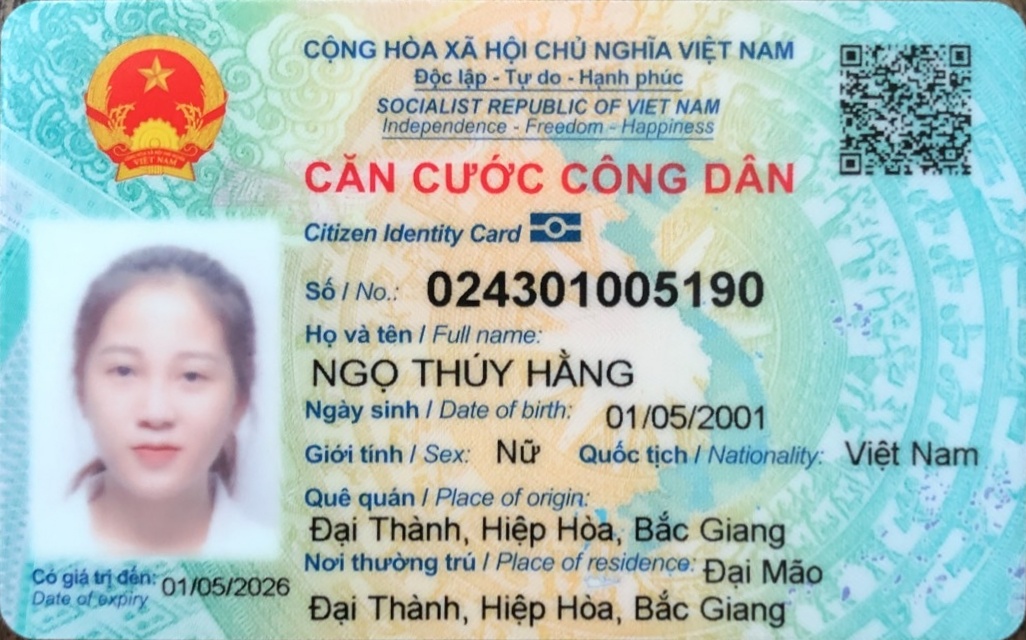 CỘNG HÒA XÃ HỘI CHỦ NGHĨA VIỆT NAM
Độc lập - Tự do - Hạnh phúc
SOCIALIST REPUBLIC OF VIET NAM
Independence - Freedom - Happiness
CĂN CƯỚC CÔNG DÂN
Citizen Identity Card
Số / No.: 024301005190
Họ và tên / Full name:
NGỌ THÚY HẰNG
Ngày sinh / Date of birth: 01/05/2001
Giới tính / Sex: Nữ Quốc tịch / Nationality: Việt Nam
Quê quán / Place of origin:
Đại Thành, Hiệp Hòa, Bắc Giang
Nơi thường trú / Place of residence: Đại Mão
Đại Thành, Hiệp Hòa, Bắc Giang
Có giá trị đến: 01/05/2026
Date of expiry
VIỆT NAM